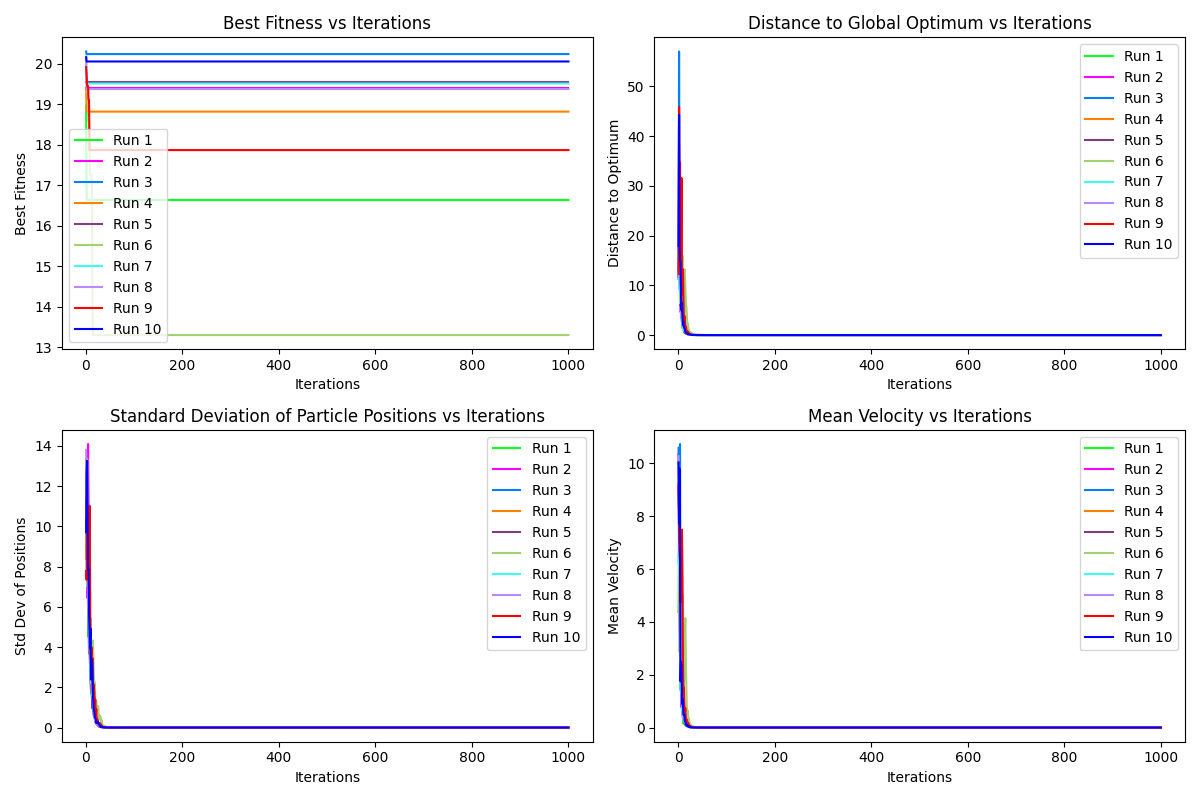 Best Fitness vs Iterations
Best Fitness
20
19
18
17
16
15
14
13
Run 1
Run 2
Run 3
Run 4
Run 5
Run 6
Run 7
Run 8
Run 9
Run 10
0 200 400 600 800 1000
Iterations
Distance to Global Optimum vs Iterations
Distance to Optimum
50
40
30
20
10
0
Run 1
Run 2
Run 3
Run 4
Run 5
Run 6
Run 7
Run 8
Run 9
Run 10
0 200 400 600 800 1000
Iterations
Standard Deviation of Particle Positions vs Iterations
Std Dev of Positions
14
12
10
8
6
4
2
0
Run 1
Run 2
Run 3
Run 4
Run 5
Run 6
Run 7
Run 8
Run 9
Run 10
0 200 400 600 800 1000
Iterations
Mean Velocity vs Iterations
Mean Velocity
10
8
6
4
2
0
Run 1
Run 2
Run 3
Run 4
Run 5
Run 6
Run 7
Run 8
Run 9
Run 10
0 200 400 600 800 1000
Iterations